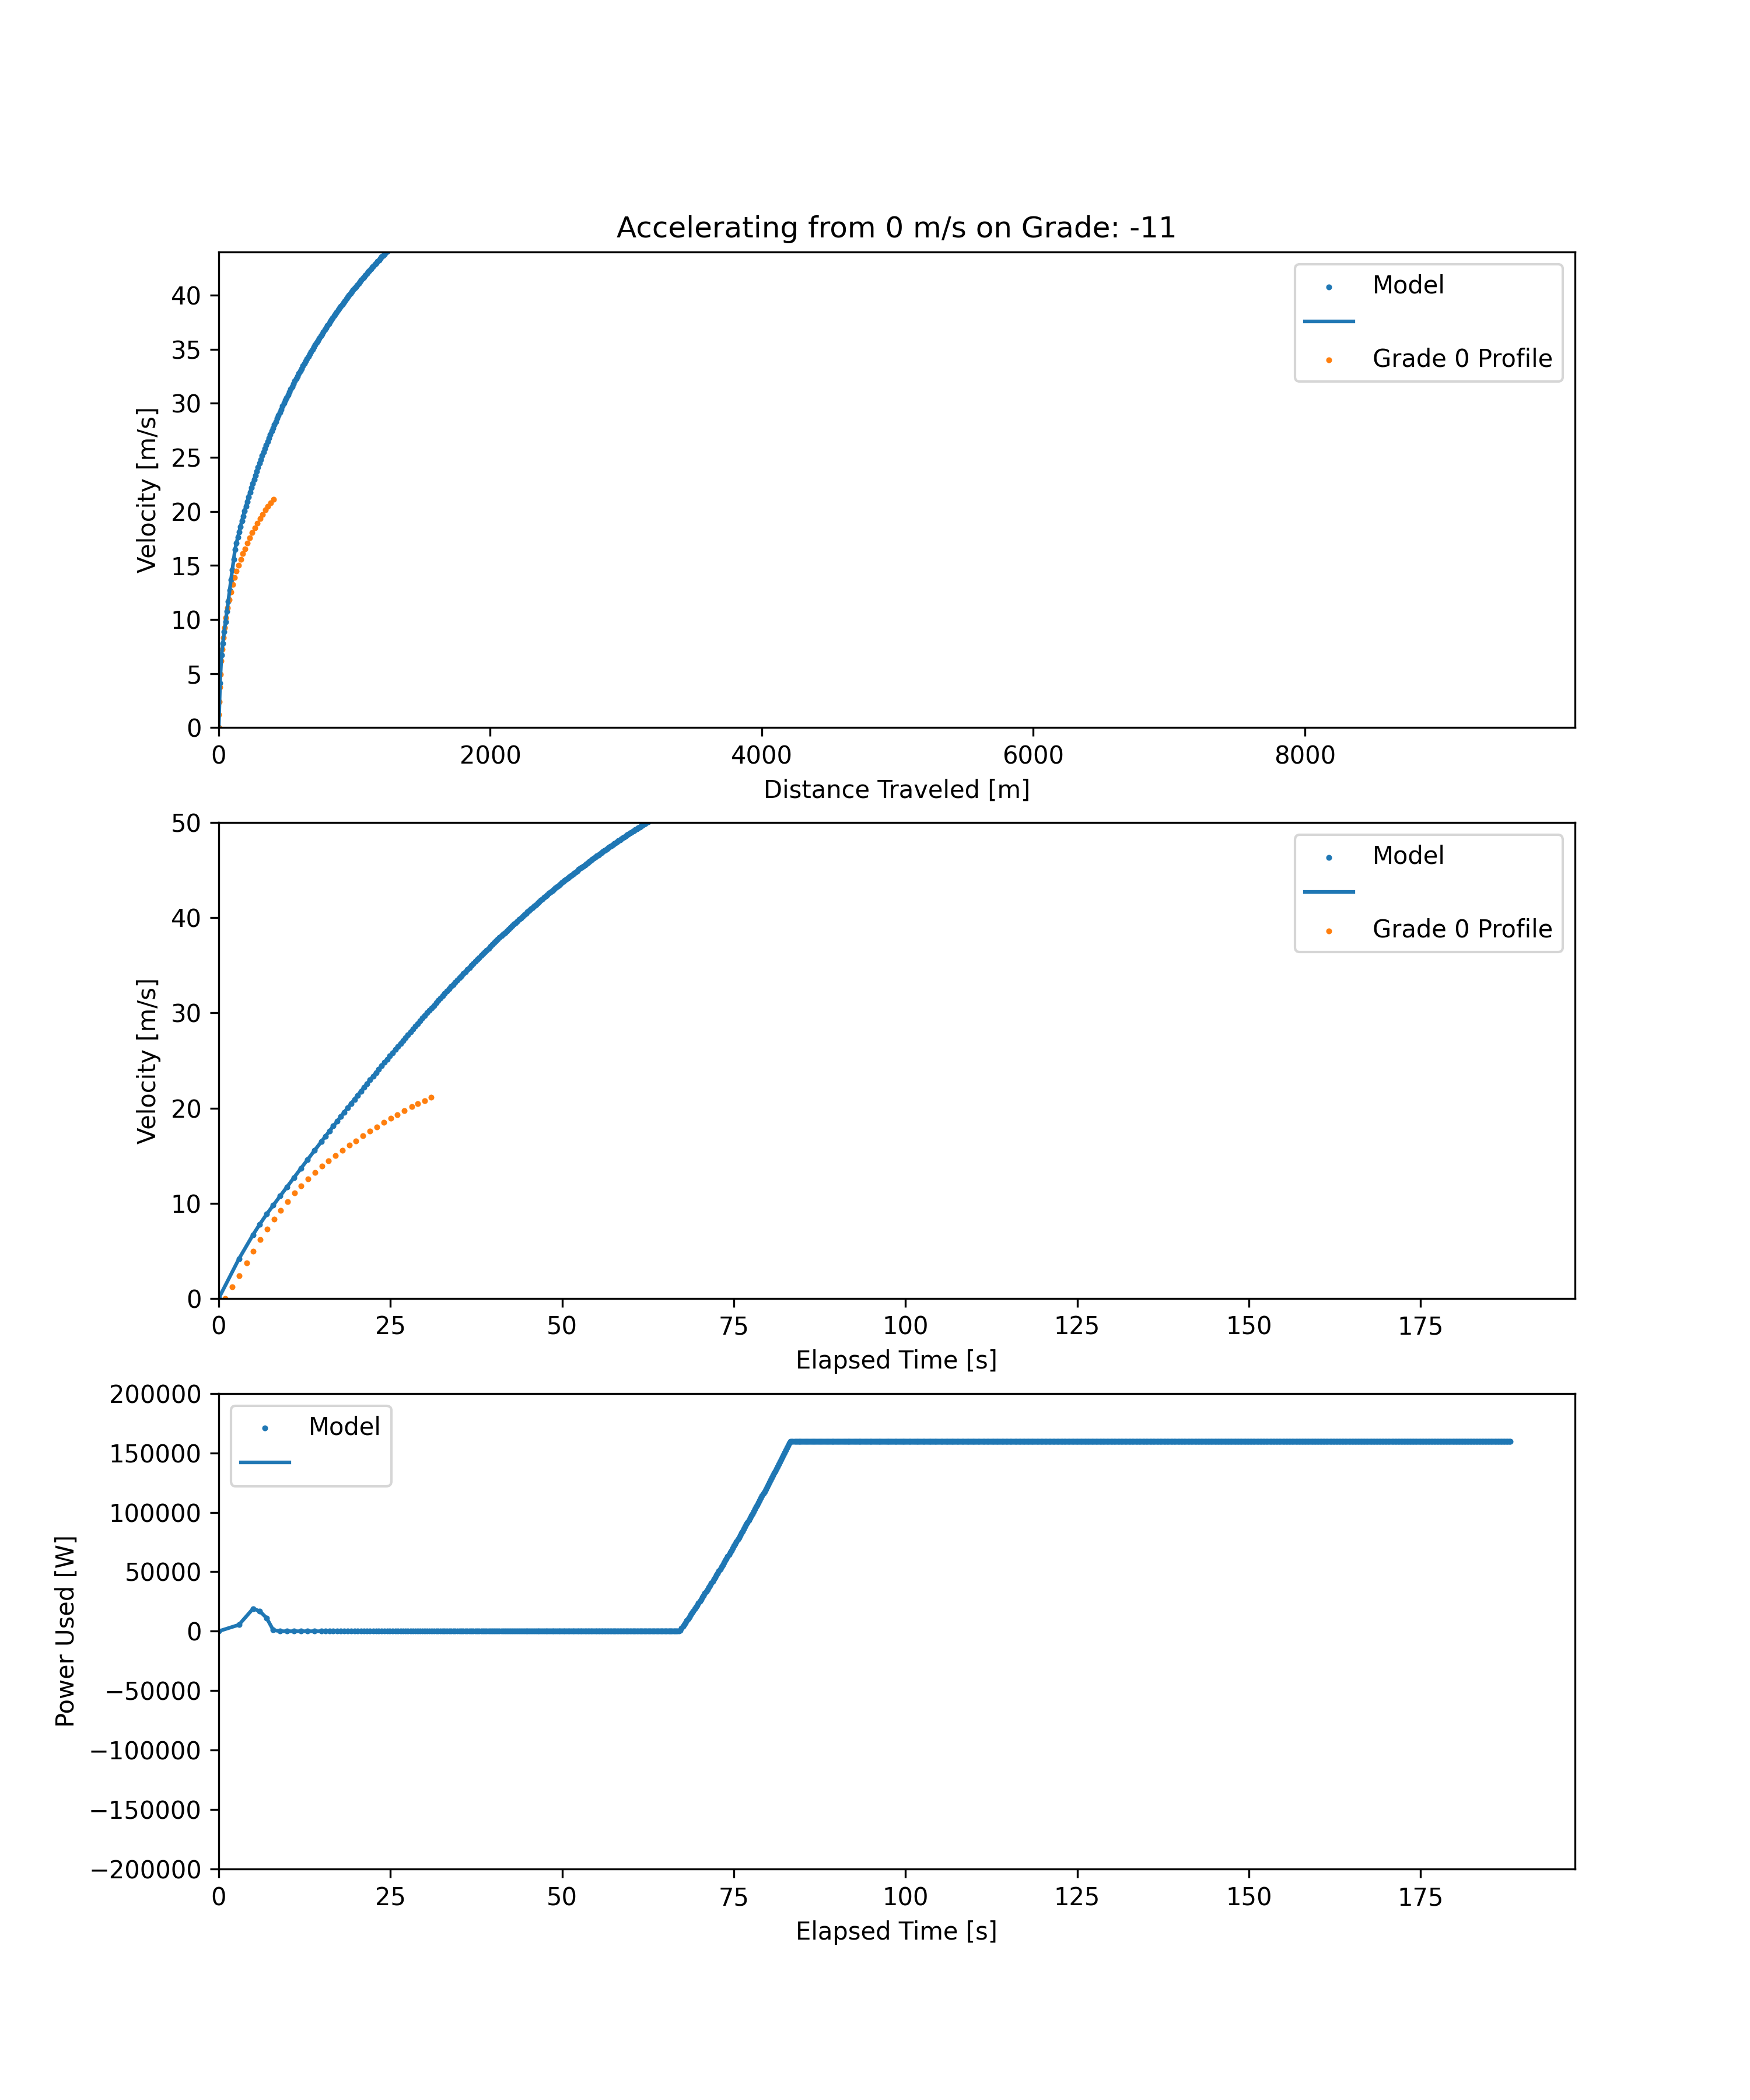 Accelerating from 0 m/s on Grade: -11
Velocity [m/s]
40
35
30
25
20
15
10
5
0
Model
Grade 0 Profile
0 2000 4000 6000 8000
Distance Traveled [m]
Velocity [m/s]
50
40
30
20
10
0
Model
Grade 0 Profile
0 25 50 75 100 125 150 175
Elapsed Time [s]
Power Used [W]
200000
150000
100000
50000
0
−50000
−100000
−150000
−200000
Model
0 25 50 75 100 125 150 175
Elapsed Time [s]